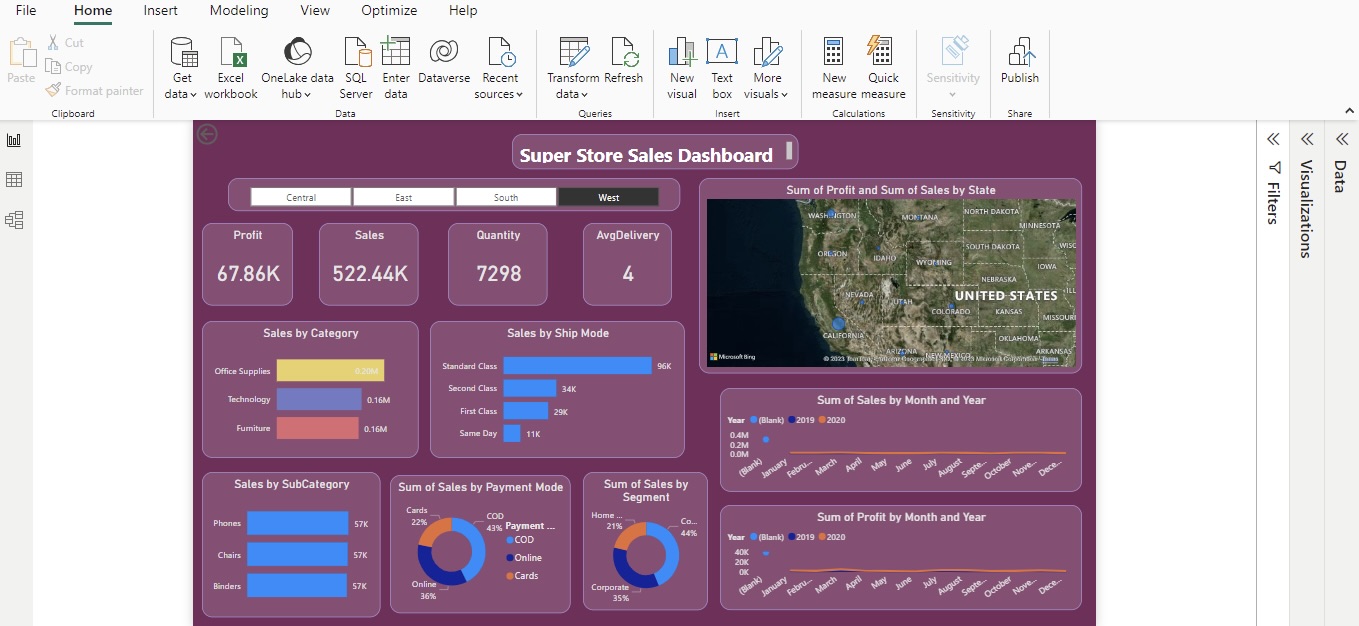 File Home Insert Modeling View Optimize Help
Paste
Cut
Copy
Format painter
Clipboard
Get data
Excel workbook
OneLake data hub
SQL Server
Enter data
Dataverse
Recent sources
Data
Transform data
Refresh
Queries
New visual
Text box
More visuals
Insert
New measure
Quick measure
Calculations
Sensitivity
Sensitivity
Publish
Share
Super Store Sales Dashboard
Central East South West
Profit
67.86K
Sales
522.44K
Quantity
7298
AvgDelivery
4
Sum of Profit and Sum of Sales by State
WASHINGTON
MONTANA
NORTH DAKOTA
MINNESOTA
OREGON
IDAHO
SOUTH DAKOTA
WISC
WYOMING
IOWA
NEBRASKA
NEVADA
UTAH
UNITED STATES
ILL
COLORADO
KANSAS
MISSOURI
CALIFORNIA
OKLAHOMA
ARIZONA
NEW MEXICO
ARKANSAS
Microsoft Bing
Sales by Category
Office Supplies 0.20M
Technology 0.16M
Furniture 0.16M
Sales by Ship Mode
Standard Class 96K
Second Class 34K
First Class 29K
Same Day 11K
Sum of Sales by Month and Year
Year (Blank) 2019 2020
0.4M
0.2M
0.0M
(Blank) January Febru... March April May June July August Septe... October Nove... Dece...
Sales by SubCategory
Phones 57K
Chairs 57K
Binders 57K
Sum of Sales by Payment Mode
Cards
22%
COD
43%
Online
36%
Payment ...
COD
Online
Cards
Sum of Sales by
Segment
Home ...
21%
Co...
44%
Corporate
35%
Sum of Profit by Month and Year
Year (Blank) 2019 2020
40K
20K
0K
(Blank) January Febru... March April May June July August Septe... October Nove... Dece...
Filters
Visualizations
Data